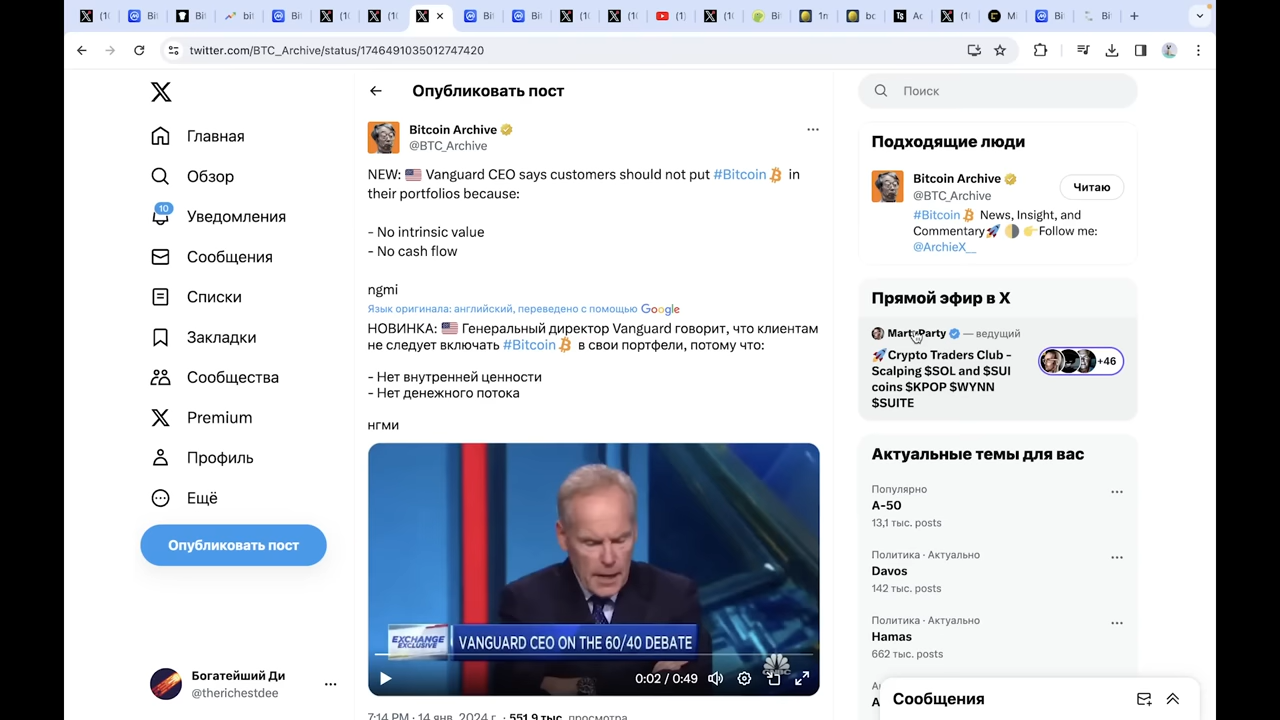 twitter.com/BTC_Archive/status/1746491035012747420
Главная
Обзор
10
Уведомления
Сообщения
Списки
Закладки
Сообщества
Premium
Профиль
Ещё
Опубликовать пост
Богатейший Ди
@therichestdee
Опубликовать пост
Bitcoin Archive
@BTC_Archive
NEW: 🇺🇸 Vanguard CEO says customers should not put #Bitcoin in
their portfolios because:
- No intrinsic value
- No cash flow
ngmi
Язык оригинала: английский, переведено с помощью Google
НОВИНКА: 🇺🇸 Генеральный директор Vanguard говорит, что клиентам
не следует включать #Bitcoin в свои портфели, потому что:
- Нет внутренней ценности
- Нет денежного потока
нгми
EXCHANGE
EXCLUSIVE
VANGUARD CEO ON THE 60/40 DEBATE
0:02 / 0:49
7:14 PM · 14 янв. 2024 г. · 551,9 тыс. просмотра
Поиск
Подходящие люди
Bitcoin Archive
@BTC_Archive
Читаю
#Bitcoin News, Insight, and
Commentary🚀 🌗 👉Follow me:
@ArchieX__
Прямой эфир в X
MartyParty — ведущий
🚀Crypto Traders Club -
Scalping $SOL and $SUI
coins $KPOP $WYNN
$SUITE
+46
Актуальные темы для вас
Популярно
A-50
13,1 тыс. posts
Политика · Актуально
Davos
142 тыс. posts
Политика · Актуально
Hamas
662 тыс. posts
Сообщения